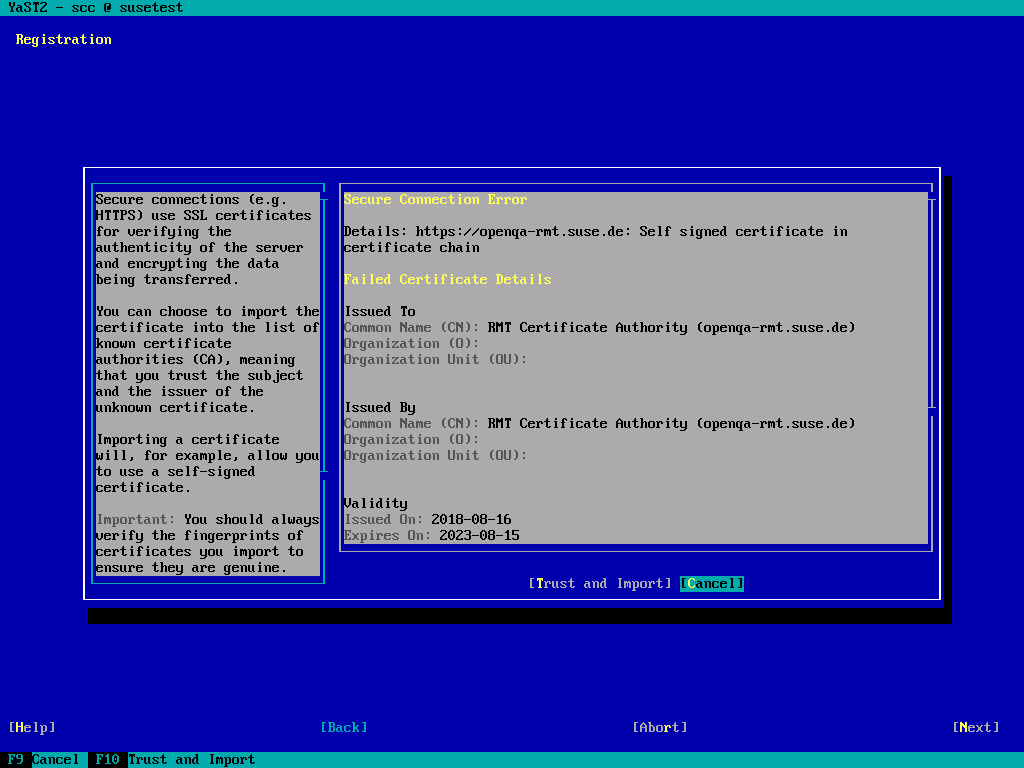 YaST2 - scc @ susetest
Registration
Secure connections (e.g.
HTTPS) use SSL certificates
for verifying the
authenticity of the server
and encrypting the data
being transferred.
You can choose to import the
certificate into the list of
known certificate
authorities (CA), meaning
that you trust the subject
and the issuer of the
unknown certificate.
Importing a certificate
will, for example, allow you
to use a self-signed
certificate.
Important: You should always
verify the fingerprints of
certificates you import to
ensure they are genuine.
Secure Connection Error
Details: https://openqa-rmt.suse.de: Self signed certificate in
certificate chain
Failed Certificate Details
Issued To
Common Name (CN): RMT Certificate Authority (openqa-rmt.suse.de)
Organization (O):
Organization Unit (OU):
Issued By
Common Name (CN): RMT Certificate Authority (openqa-rmt.suse.de)
Organization (O):
Organization Unit (OU):
Validity
Issued On: 2018-08-16
Expires On: 2023-08-15
[Trust and Import] [Cancel]
[Help] [Back] [Abort] [Next]
F9 Cancel F10 Trust and Import